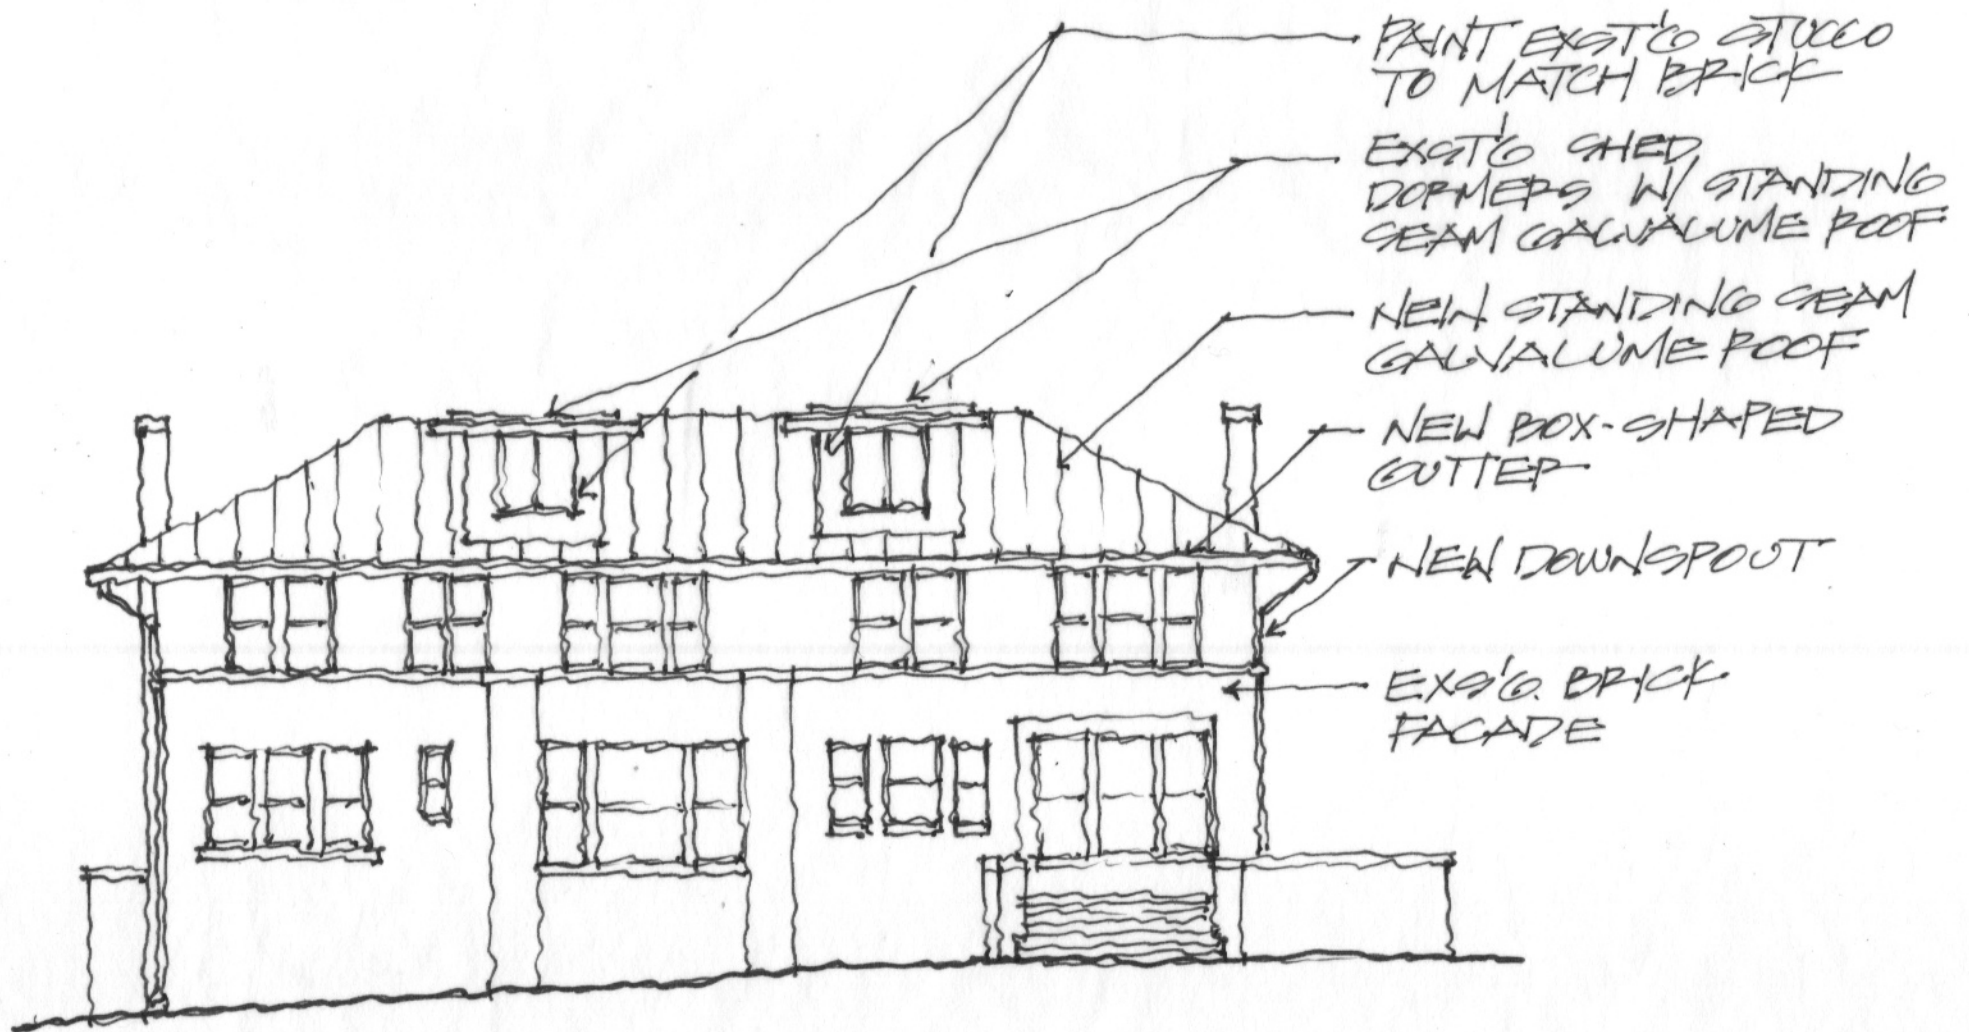 PAINT EXST'G STUCCO
TO MATCH BRICK
EXST'G SHED
DORMERS W/ STANDING
SEAM GALVALUME ROOF
NEW STANDING SEAM
GALVALUME ROOF
NEW BOX-SHAPED
GUTTER
NEW DOWNSPOUT
EXS'G. BRICK
FACADE